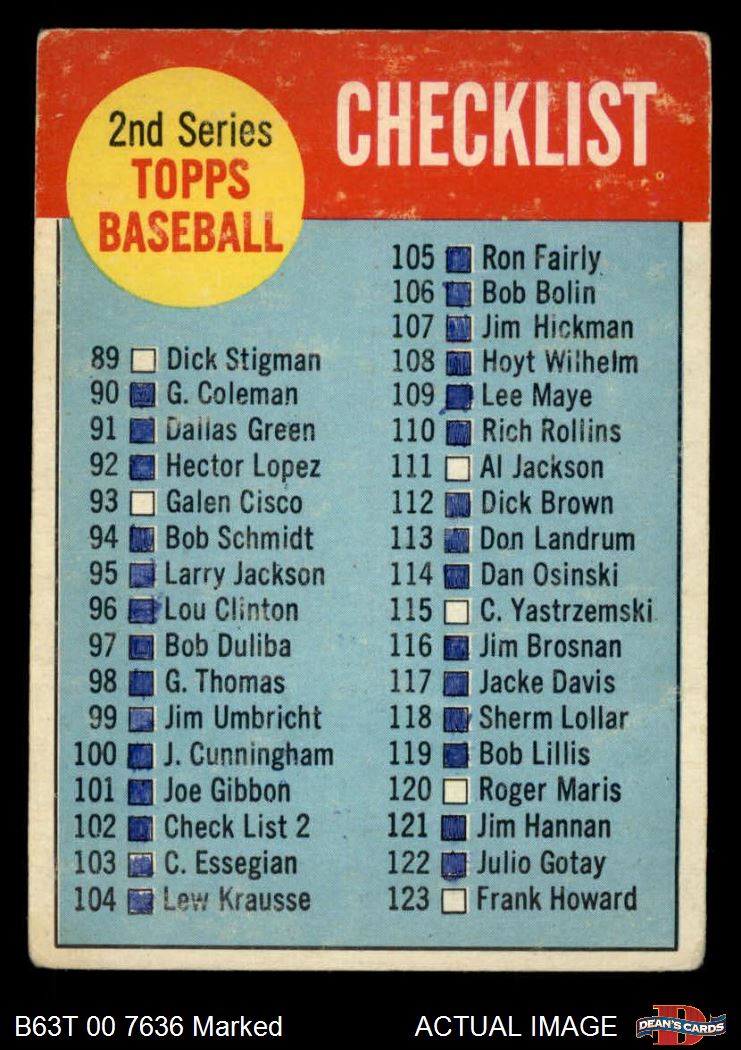 2nd Series
TOPPS
BASEBALL
CHECKLIST
89 Dick Stigman
90 G. Coleman
91 Dallas Green
92 Hector Lopez
93 Galen Cisco
94 Bob Schmidt
95 Larry Jackson
96 Lou Clinton
97 Bob Duliba
98 G. Thomas
99 Jim Umbricht
100 J. Cunningham
101 Joe Gibbon
102 Check List 2
103 C. Essegian
104 Lew Krausse
105 Ron Fairly
106 Bob Bolin
107 Jim Hickman
108 Hoyt Wilhelm
109 Lee Maye
110 Rich Rollins
111 Al Jackson
112 Dick Brown
113 Don Landrum
114 Dan Osinski
115 C. Yastrzemski
116 Jim Brosnan
117 Jacke Davis
118 Sherm Lollar
119 Bob Lillis
120 Roger Maris
121 Jim Hannan
122 Julio Gotay
123 Frank Howard
B63T 00 7636 Marked
ACTUAL IMAGE
DEAN'S CARDS